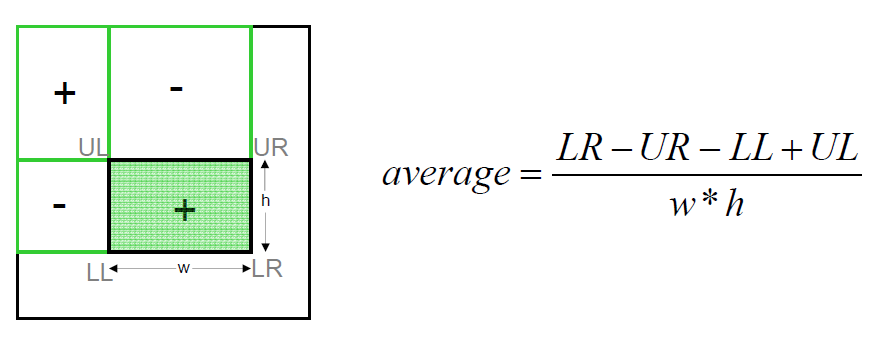 + -
UL UR
- + h
LL w LR
average = LR − UR − LL + UL
w * h